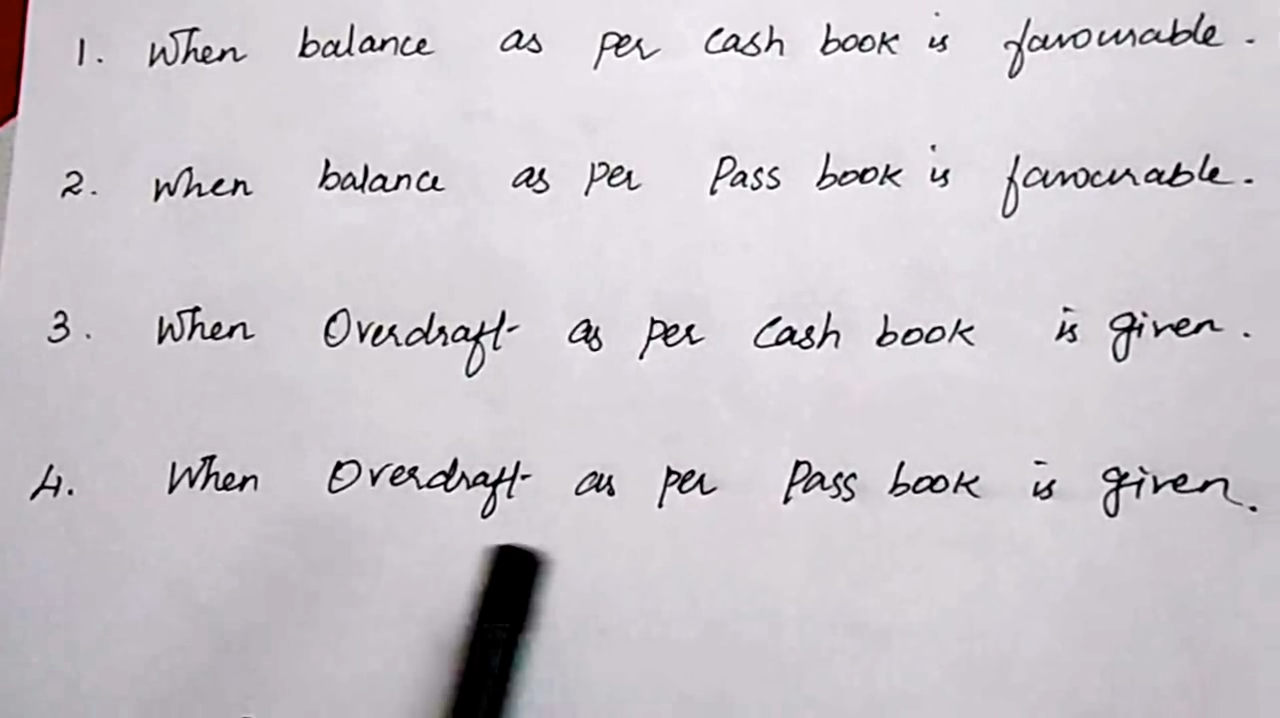 1. When balance as per cash book is favourable.
2. when balance as per Pass book is favourable.
3. When Overdraft as per cash book is given.
4. When Overdraft as per Pass book is given.